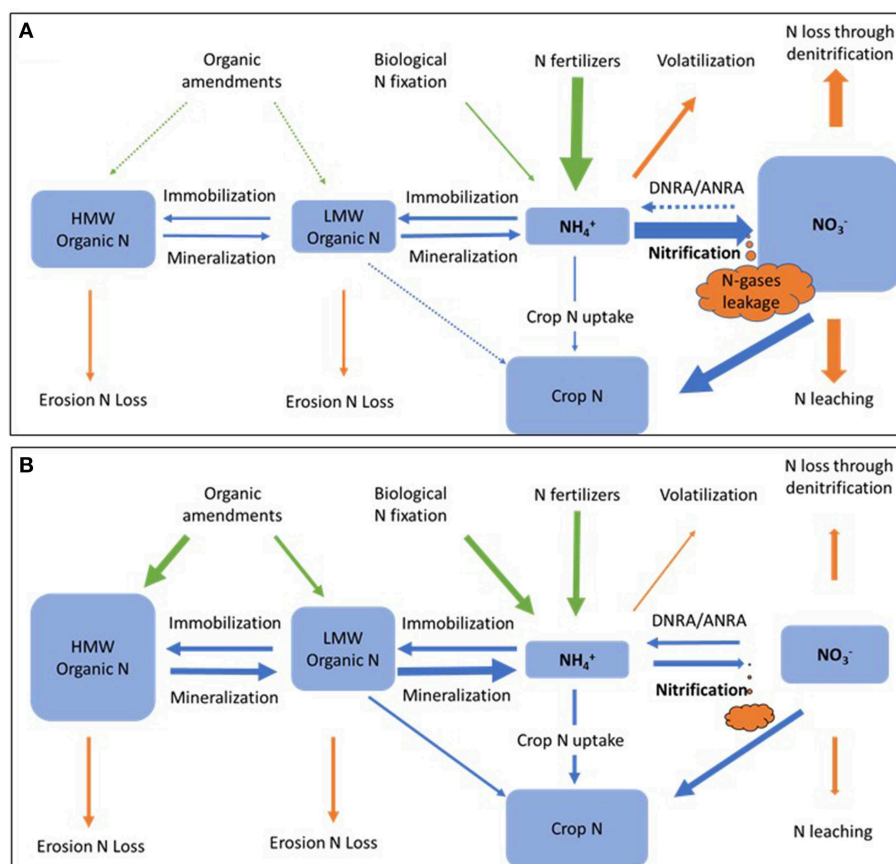 A
Organic
amendments
Biological
N fixation
N fertilizers
Volatilization
N loss through
denitrification
HMW
Organic N
Immobilization
Mineralization
LMW
Organic N
Immobilization
Mineralization
NH₄⁺
DNRA/ANRA
Nitrification
NO₃⁻
N-gases
leakage
Crop N uptake
Erosion N Loss
Erosion N Loss
Crop N
N leaching
B
Organic
amendments
Biological
N fixation
N fertilizers
Volatilization
N loss through
denitrification
HMW
Organic N
Immobilization
Mineralization
LMW
Organic N
Immobilization
Mineralization
NH₄⁺
DNRA/ANRA
Nitrification
NO₃⁻
Crop N uptake
Erosion N Loss
Erosion N Loss
Crop N
N leaching